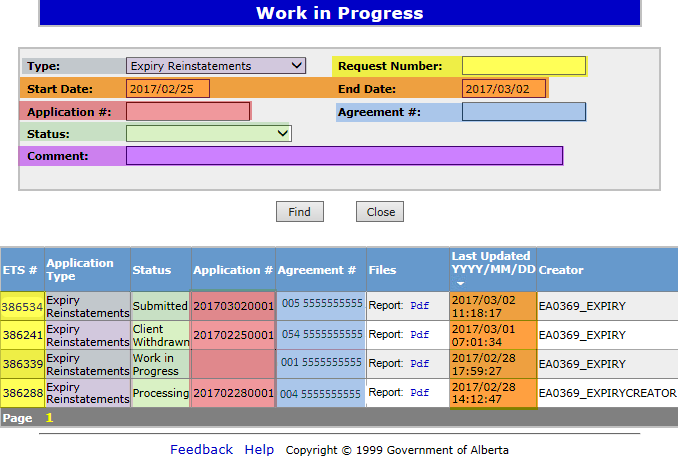 Work in Progress
Type: Expiry Reinstatements Request Number:
Start Date: 2017/02/25 End Date: 2017/03/02
Application #: Agreement #:
Status:
Comment:
Find Close
ETS # Application Type Status Application # Agreement # Files Last Updated YYYY/MM/DD Creator
386534 Expiry Reinstatements Submitted 201703020001 005 5555555555 Report: Pdf 2017/03/02 11:18:17 EA0369_EXPIRY
386241 Expiry Reinstatements Client Withdrawn 201702250001 054 5555555555 Report: Pdf 2017/03/01 07:01:34 EA0369_EXPIRY
386339 Expiry Reinstatements Work in Progress 001 5555555555 Report: Pdf 2017/02/28 17:59:27 EA0369_EXPIRY
386288 Expiry Reinstatements Processing 201702280001 004 5555555555 Report: Pdf 2017/02/28 14:12:47 EA0369_EXPIRYCREATOR
Page 1
Feedback Help Copyright © 1999 Government of Alberta